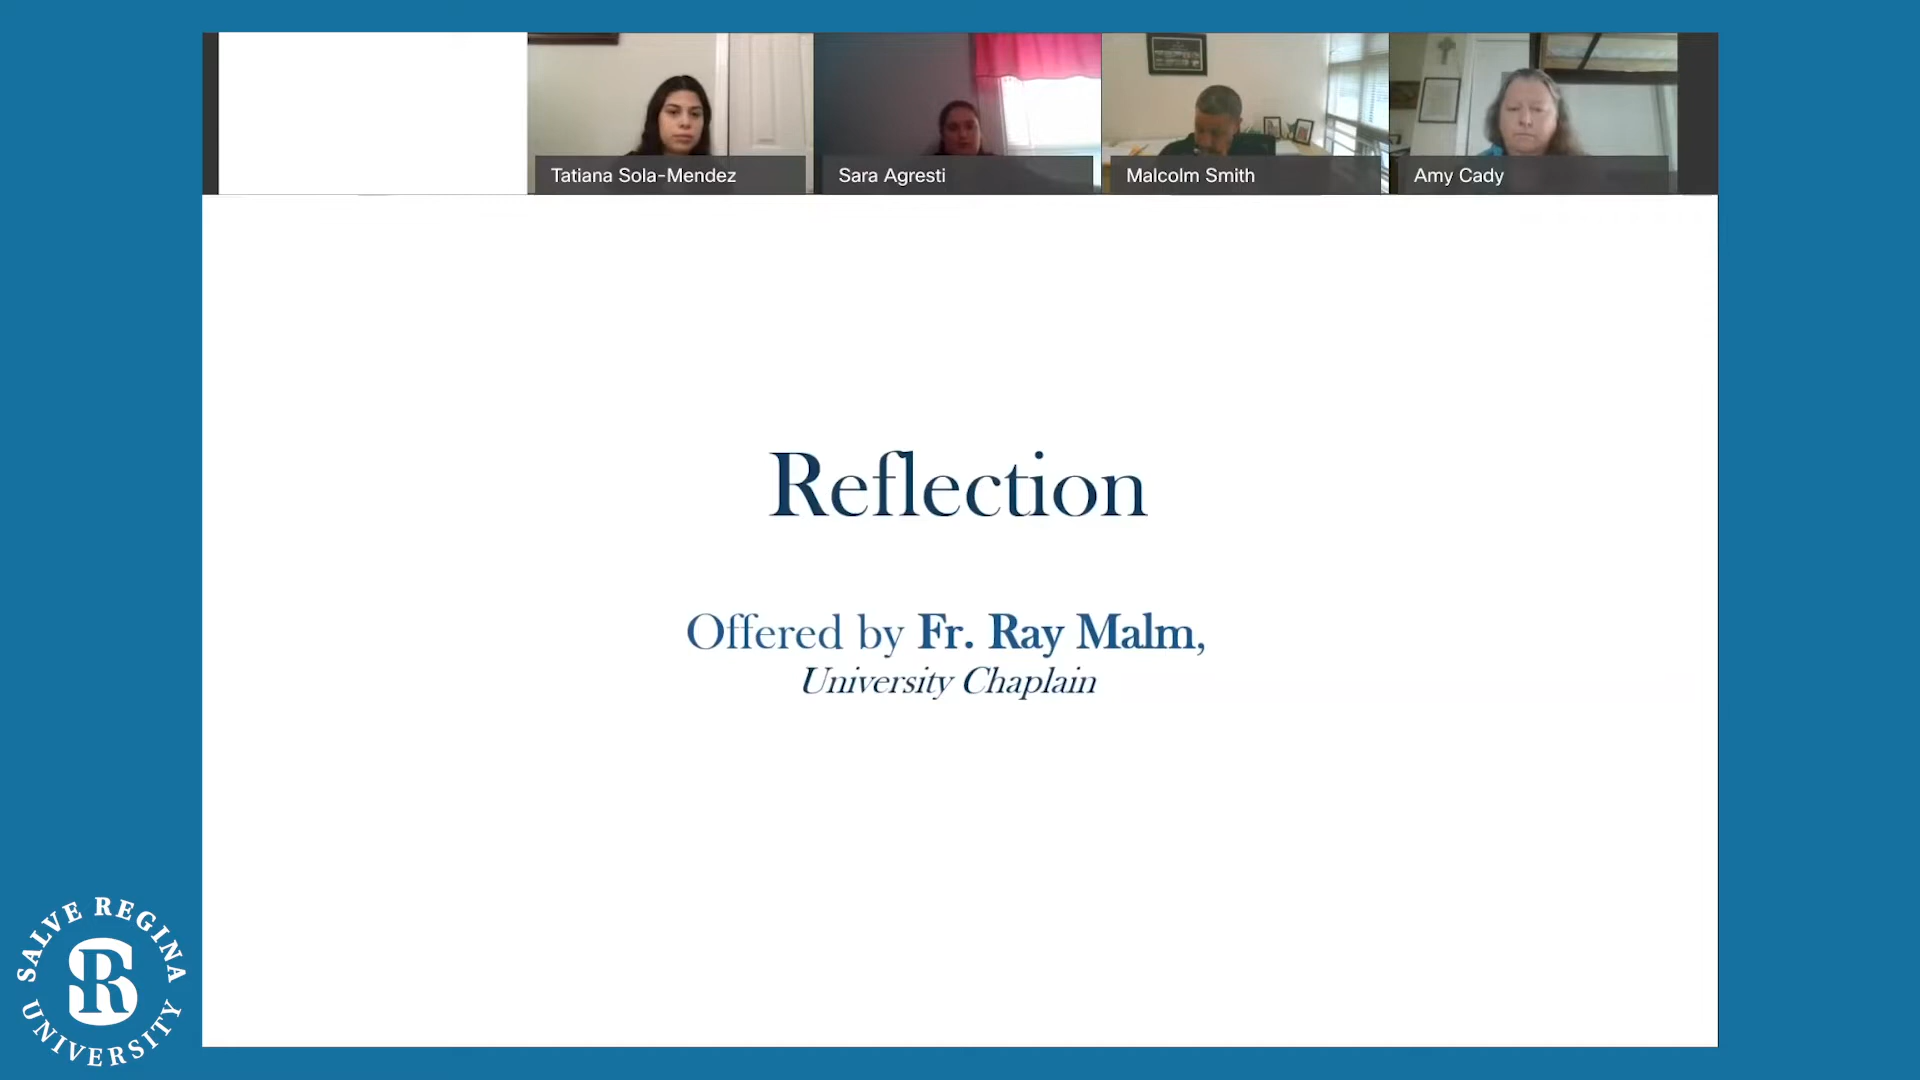 Tatiana Sola-Mendez
Sara Agresti
Malcolm Smith
Amy Cady
Reflection
Offered by Fr. Ray Malm,
University Chaplain
SALVE REGINA
SR
UNIVERSITY